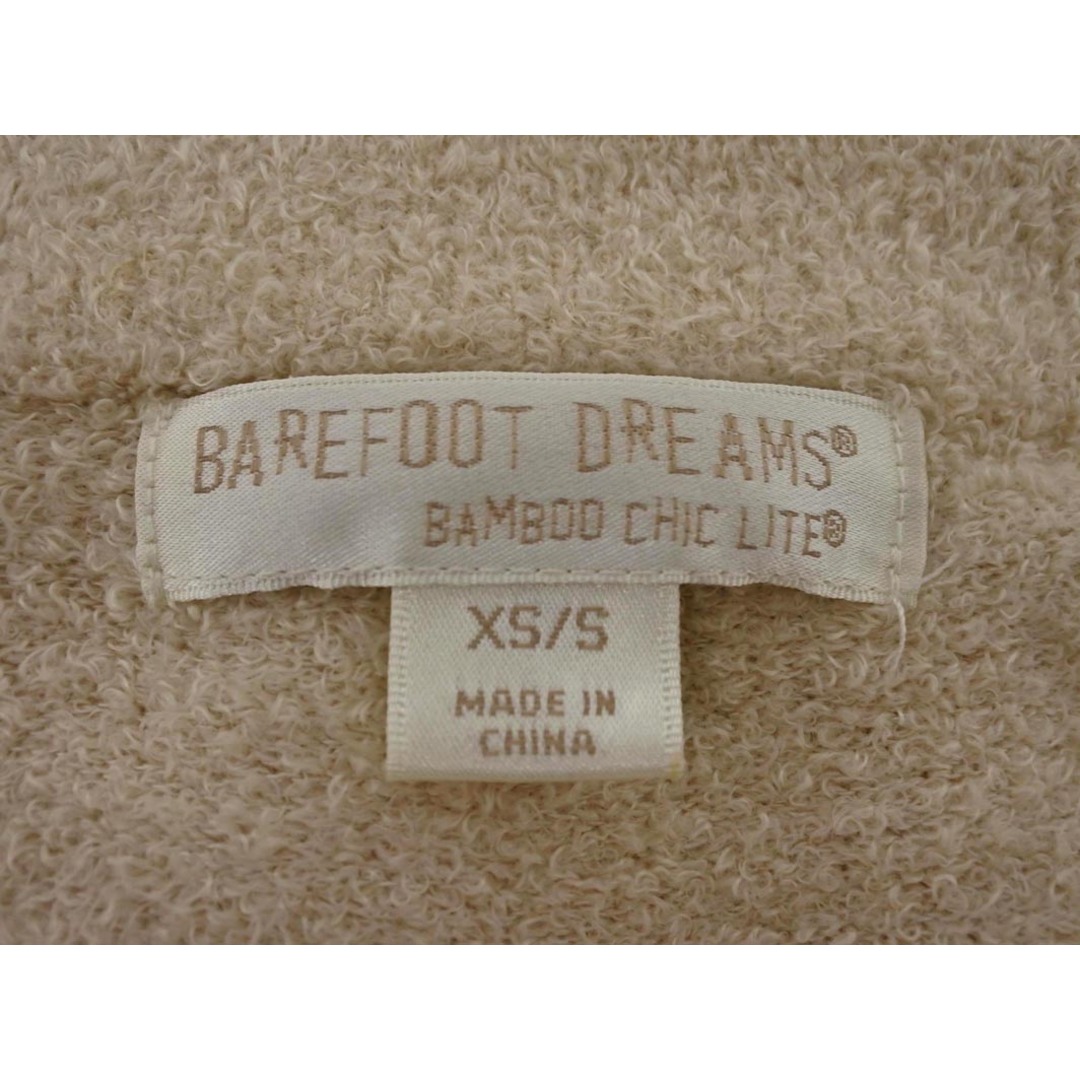 BAREFOOT DREAMS®
BAMBOO CHIC LITE®
XS/S
MADE IN
CHINA